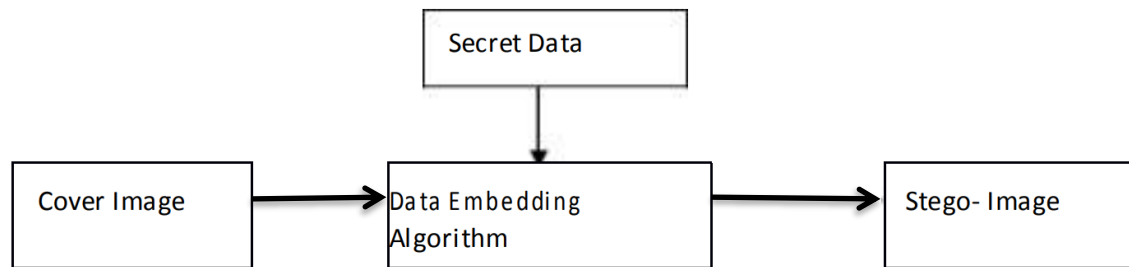 Secret Data
Cover Image
Data Embedding
Algorithm
Stego- Image